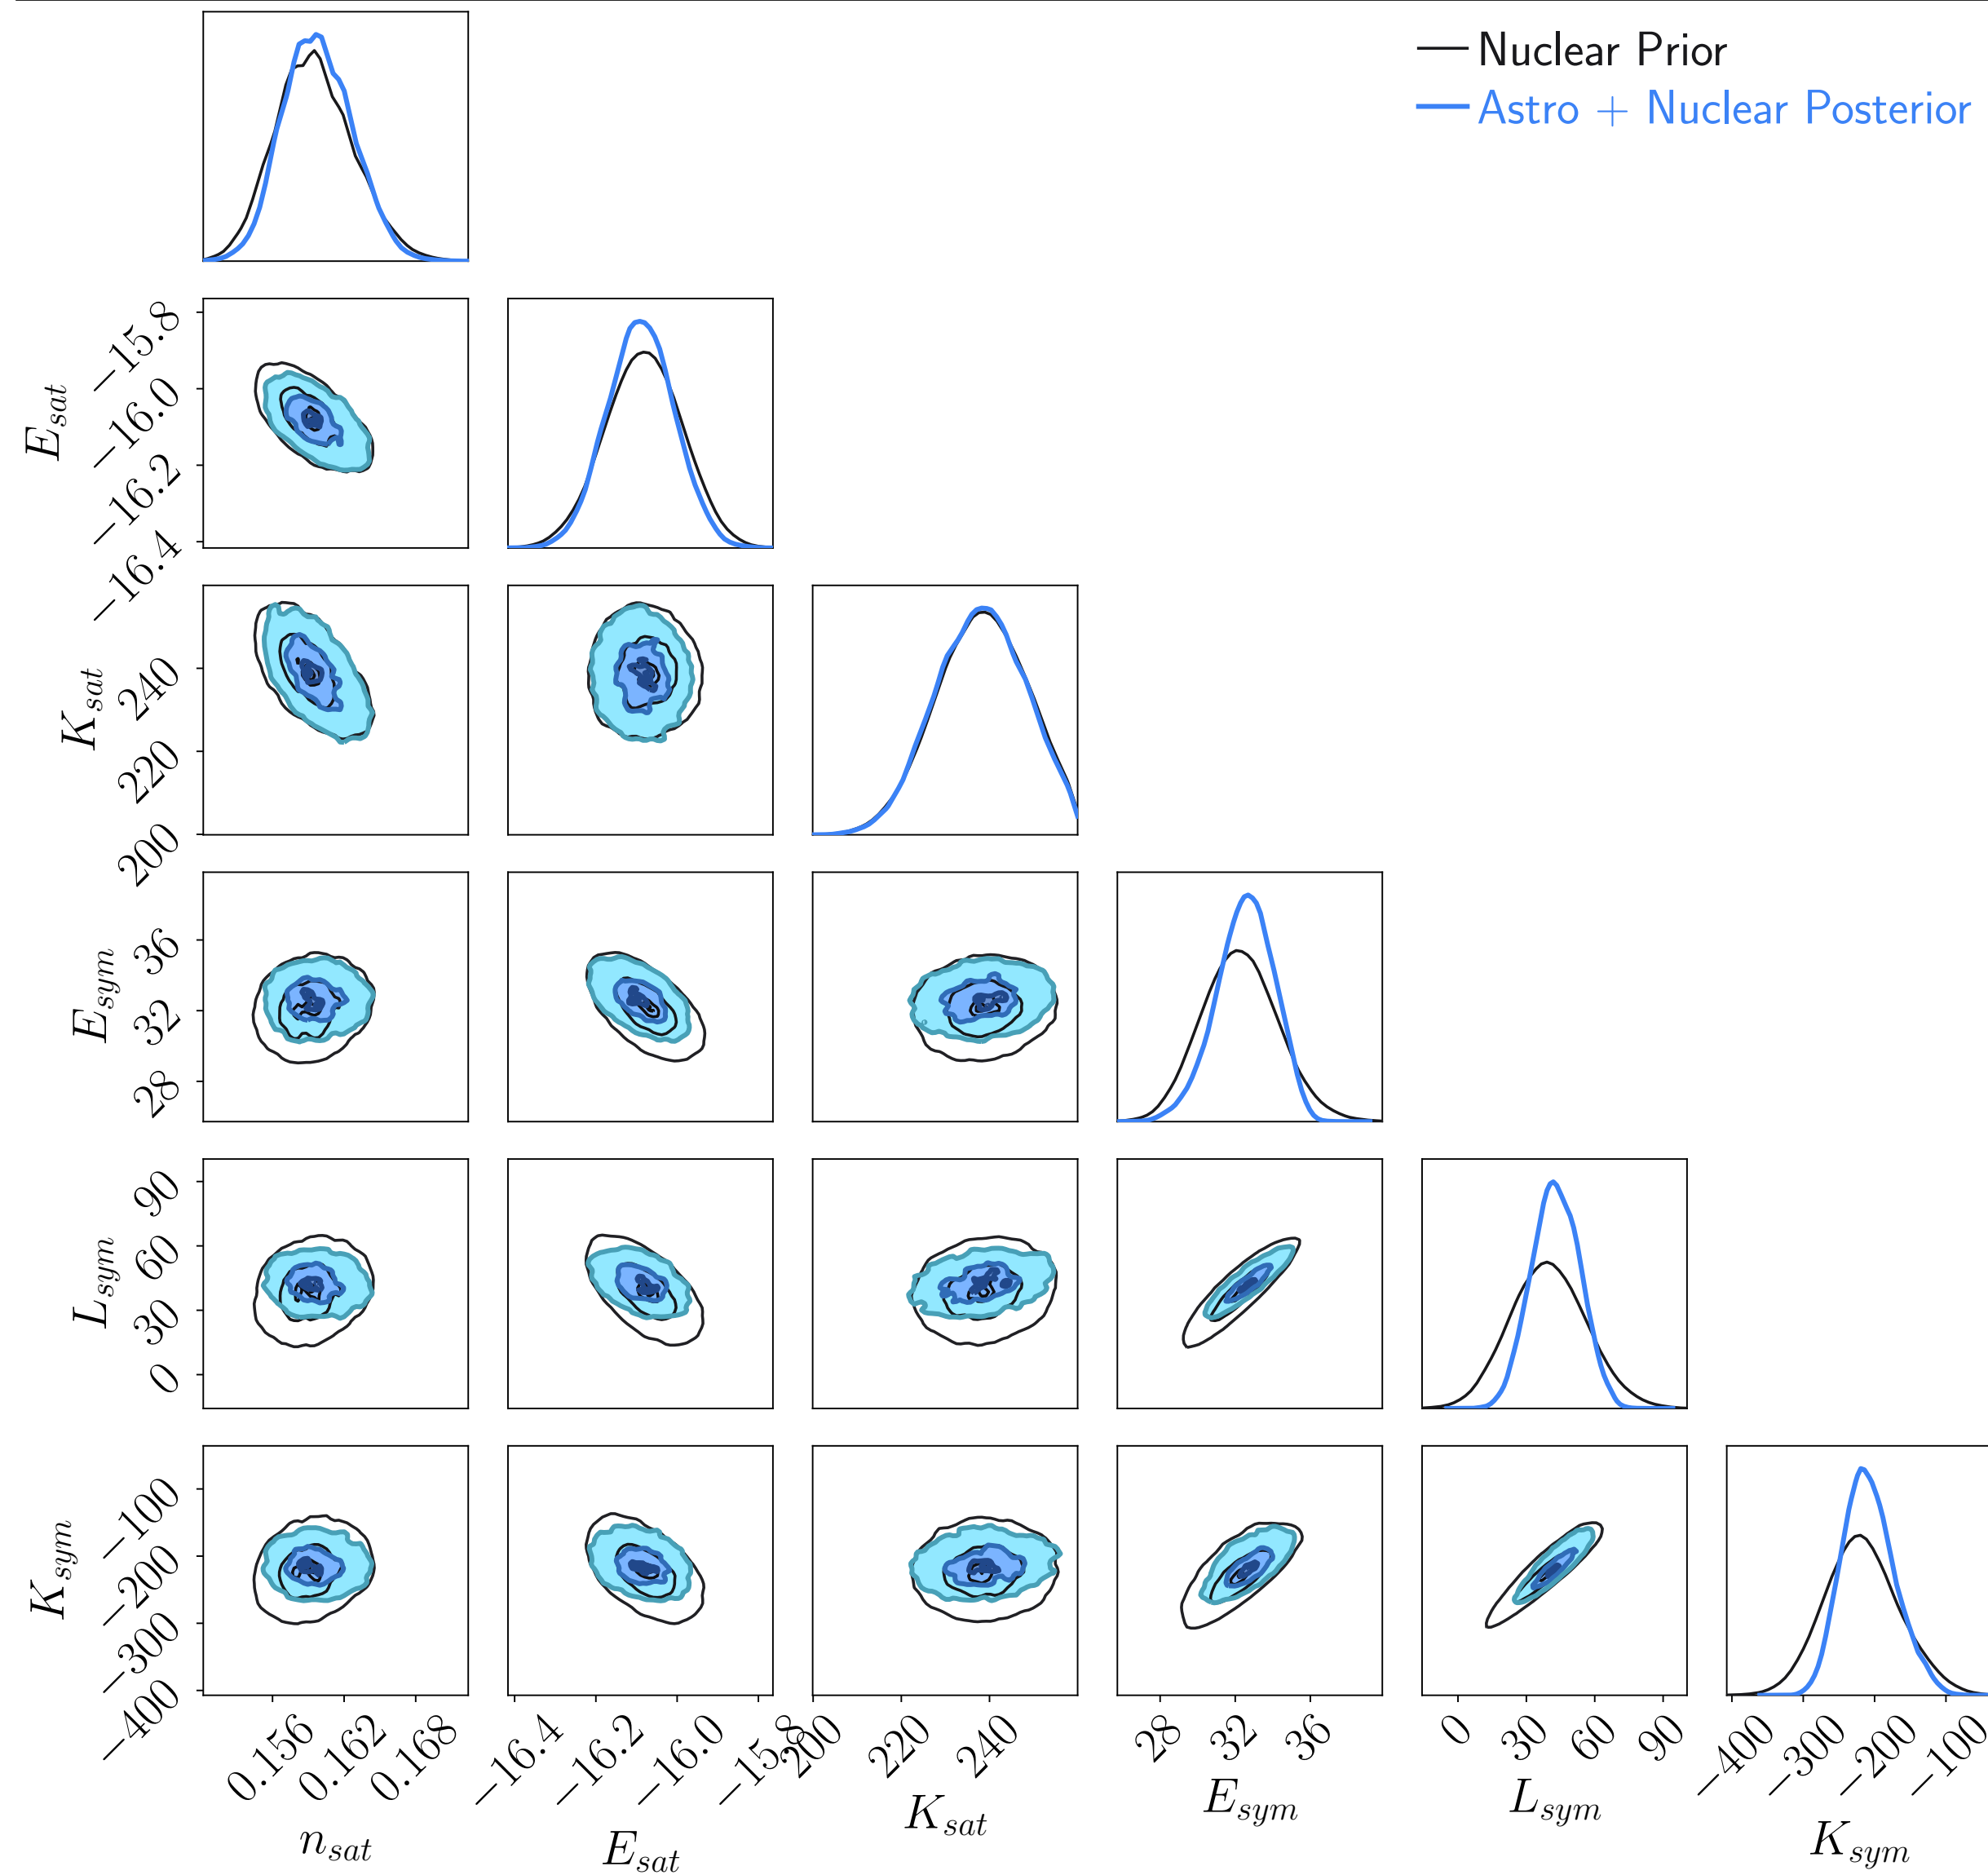 Nuclear Prior
Astro + Nuclear Posterior
E_sat
−15.8
−16.0
−16.2
−16.4
K_sat
240
220
200
E_sym
36
32
28
L_sym
90
60
30
0
K_sym
−100
−200
−300
−400
0.156 0.162 0.168
−16.4 −16.2 −16.0 −15.8
200 220 240
28 32 36
0 30 60 90
−400 −300 −200 −100
n_sat
E_sat
K_sat
E_sym
L_sym
K_sym